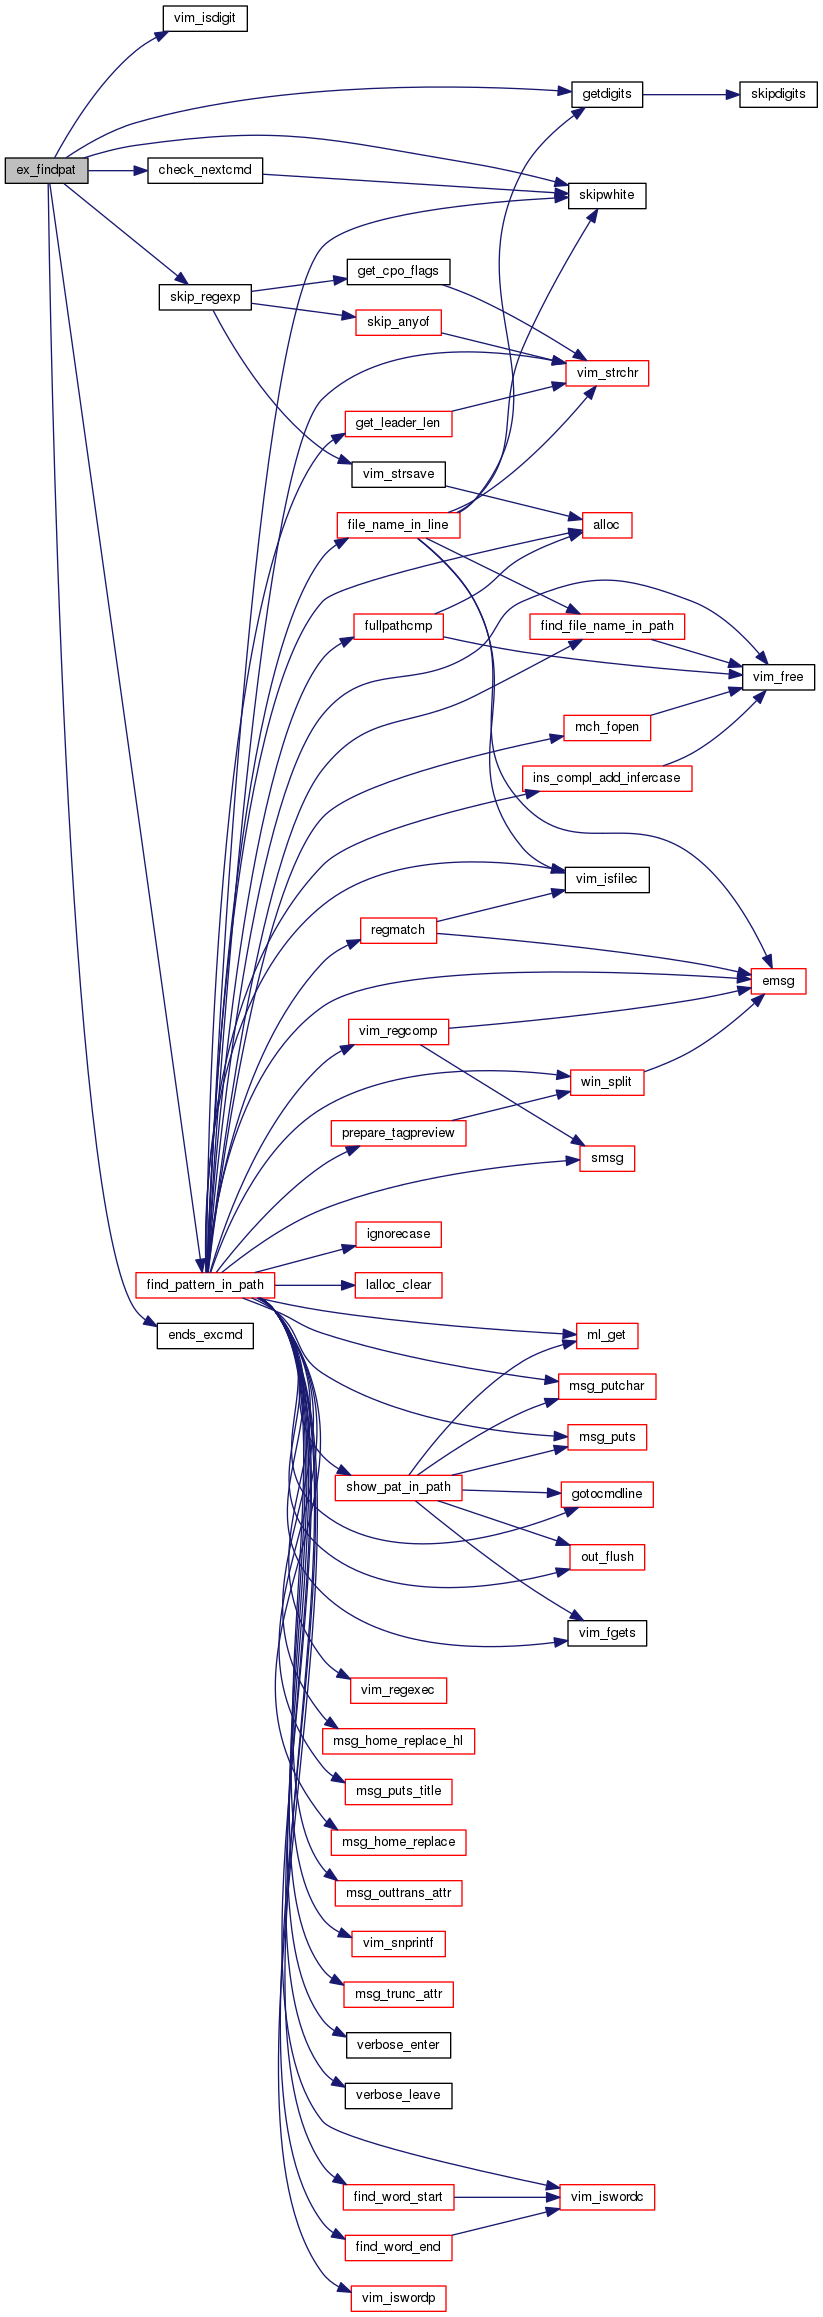 vim_isdigit
getdigits
skipdigits
ex_findpat
check_nextcmd
skipwhite
get_cpo_flags
skip_regexp
skip_anyof
vim_strchr
get_leader_len
vim_strsave
file_name_in_line
alloc
fullpathcmp
find_file_name_in_path
vim_free
mch_fopen
ins_compl_add_infercase
vim_isfilec
regmatch
emsg
vim_regcomp
win_split
prepare_tagpreview
smsg
ignorecase
find_pattern_in_path
lalloc_clear
ends_excmd
ml_get
msg_putchar
msg_puts
show_pat_in_path
gotocmdline
out_flush
vim_fgets
vim_regexec
msg_home_replace_hl
msg_puts_title
msg_home_replace
msg_outtrans_attr
vim_snprintf
msg_trunc_attr
verbose_enter
verbose_leave
find_word_start
vim_iswordc
find_word_end
vim_iswordp